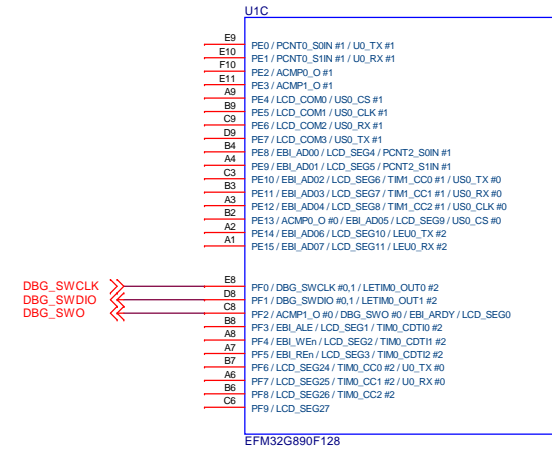 U1C
E9 PE0 / PCNT0_S0IN #1 / U0_TX #1
E10 PE1 / PCNT0_S1IN #1 / U0_RX #1
F10 PE2 / ACMP0_O #1
E11 PE3 / ACMP1_O #1
A9 PE4 / LCD_COM0 / US0_CS #1
B9 PE5 / LCD_COM1 / US0_CLK #1
C9 PE6 / LCD_COM2 / US0_RX #1
D9 PE7 / LCD_COM3 / US0_TX #1
B4 PE8 / EBI_AD00 / LCD_SEG4 / PCNT2_S0IN #1
A4 PE9 / EBI_AD01 / LCD_SEG5 / PCNT2_S1IN #1
C3 PE10 / EBI_AD02 / LCD_SEG6 / TIM1_CC0 #1 / US0_TX #0
B3 PE11 / EBI_AD03 / LCD_SEG7 / TIM1_CC1 #1 / US0_RX #0
A3 PE12 / EBI_AD04 / LCD_SEG8 / TIM1_CC2 #1 / US0_CLK #0
B2 PE13 / ACMP0_O #0 / EBI_AD05 / LCD_SEG9 / US0_CS #0
A2 PE14 / EBI_AD06 / LCD_SEG10 / LEU0_TX #2
A1 PE15 / EBI_AD07 / LCD_SEG11 / LEU0_RX #2
DBG_SWCLK E8 PF0 / DBG_SWCLK #0,1 / LETIM0_OUT0 #2
DBG_SWDIO D8 PF1 / DBG_SWDIO #0,1 / LETIM0_OUT1 #2
DBG_SWO C8 PF2 / ACMP1_O #0 / DBG_SWO #0 / EBI_ARDY / LCD_SEG0
B8 PF3 / EBI_ALE / LCD_SEG1 / TIM0_CDTI0 #2
A8 PF4 / EBI_WEn / LCD_SEG2 / TIM0_CDTI1 #2
A7 PF5 / EBI_REn / LCD_SEG3 / TIM0_CDTI2 #2
B7 PF6 / LCD_SEG24 / TIM0_CC0 #2 / U0_TX #0
A6 PF7 / LCD_SEG25 / TIM0_CC1 #2 / U0_RX #0
B6 PF8 / LCD_SEG26 / TIM0_CC2 #2
C6 PF9 / LCD_SEG27
EFM32G890F128